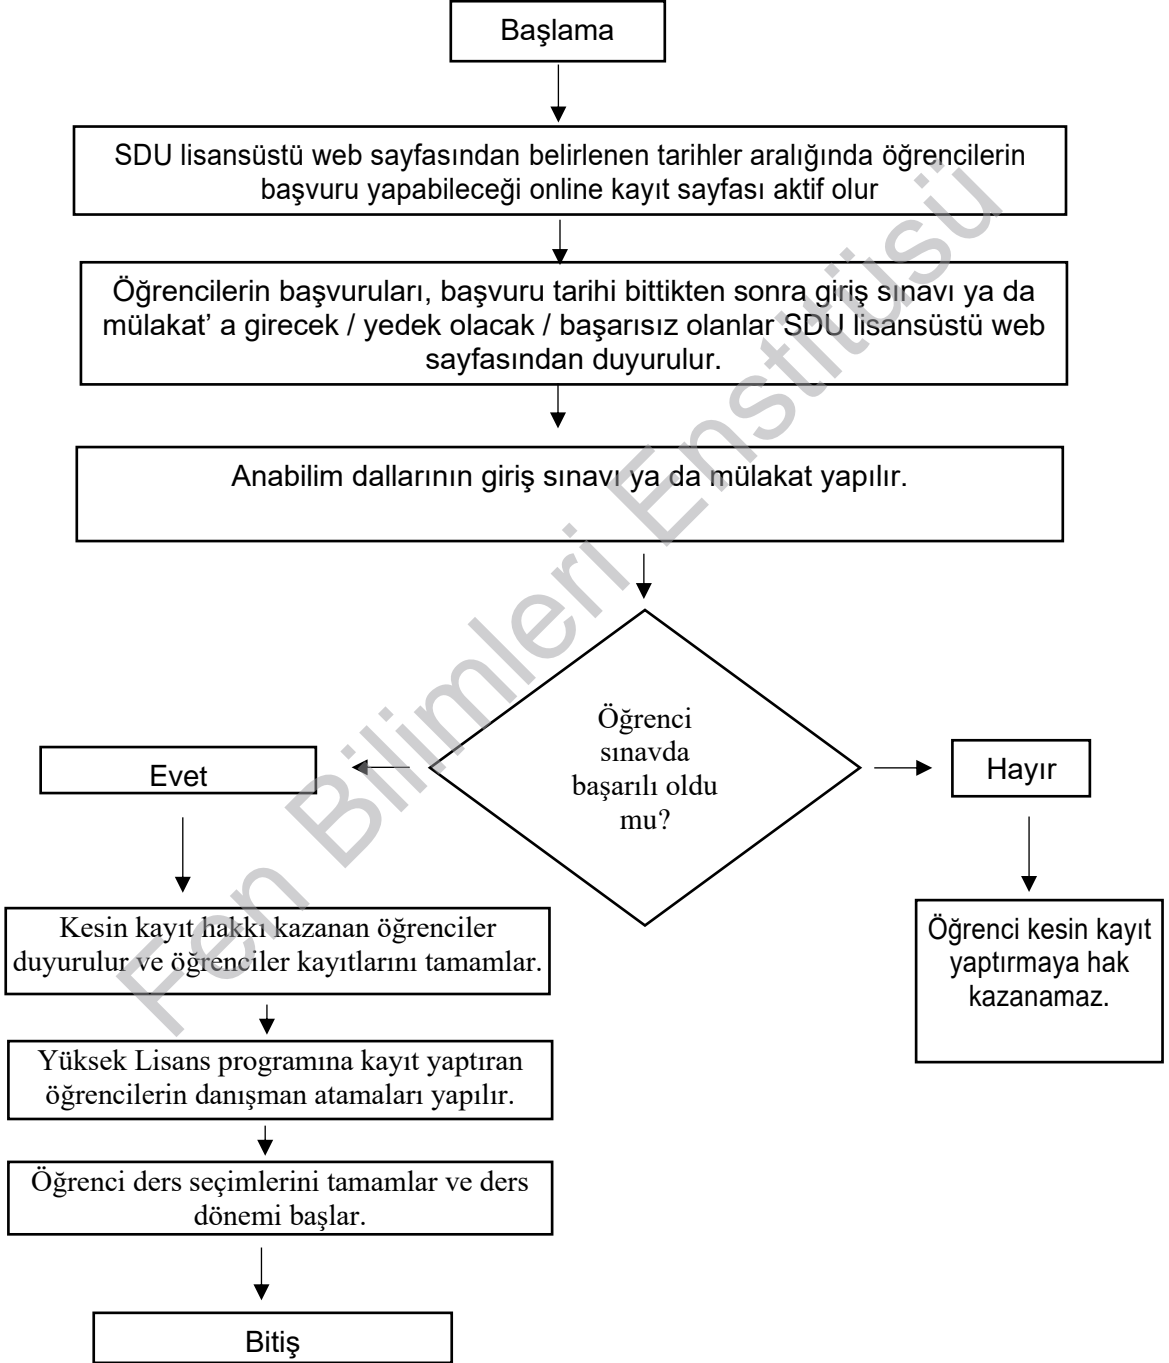 Başlama
SDU lisansüstü web sayfasından belirlenen tarihler aralığında öğrencilerin
başvuru yapabileceği online kayıt sayfası aktif olur
Öğrencilerin başvuruları, başvuru tarihi bittikten sonra giriş sınavı ya da
mülakat’ a girecek / yedek olacak / başarısız olanlar SDU lisansüstü web
sayfasından duyurulur.
Anabilim dallarının giriş sınavı ya da mülakat yapılır.
Öğrenci
sınavda
başarılı oldu
mu?
Evet
Hayır
Kesin kayıt hakkı kazanan öğrenciler
duyurulur ve öğrenciler kayıtlarını tamamlar.
Öğrenci kesin kayıt
yaptırmaya hak
kazanamaz.
Yüksek Lisans programına kayıt yaptıran
öğrencilerin danışman atamaları yapılır.
Öğrenci ders seçimlerini tamamlar ve ders
dönemi başlar.
Bitiş
Fen Bilimleri Enstitüsü